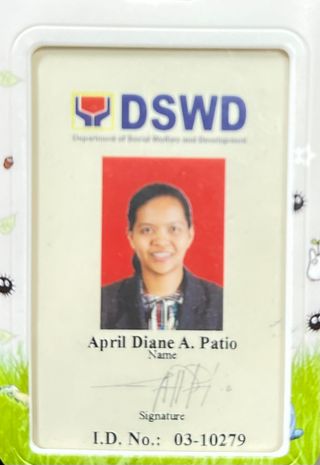 DSWD
Department of Social Welfare and Development
April Diane A. Patio
Name
Signature
I.D. No.: 03-10279